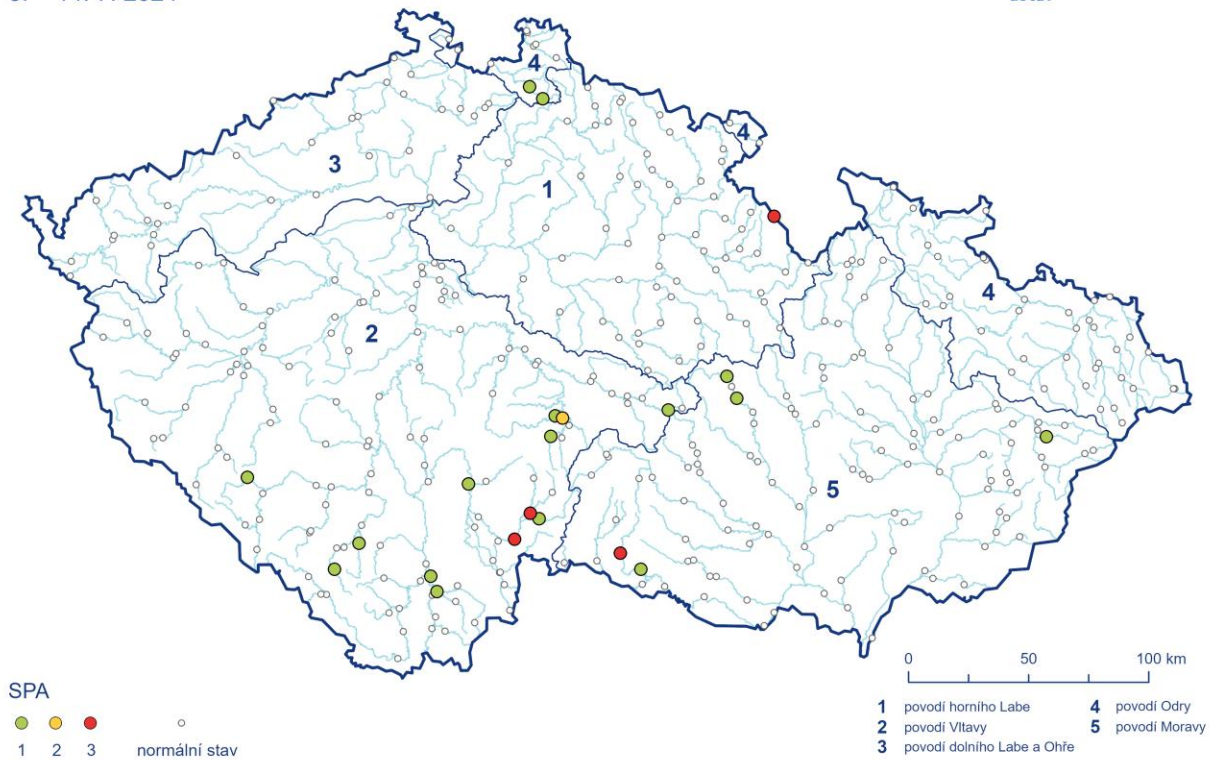 4
4
3
1
4
2
5
0 50 100 km
SPA
1 2 3 normální stav
1 povodí horního Labe 4 povodí Odry
2 povodí Vltavy 5 povodí Moravy
3 povodí dolního Labe a Ohře